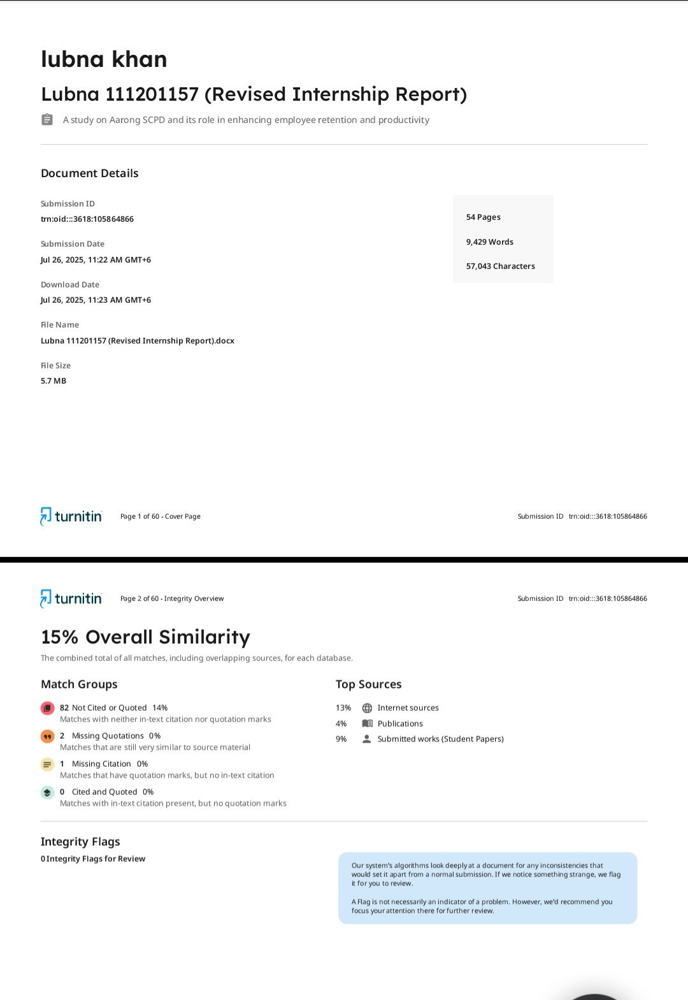 lubna khan
Lubna 111201157 (Revised Internship Report)
A study on Aarong SCPD and its role in enhancing employee retention and productivity
Document Details
Submission ID
trn:oid:::3618:105864866
Submission Date
Jul 26, 2025, 11:22 AM GMT+6
Download Date
Jul 26, 2025, 11:23 AM GMT+6
File Name
Lubna 111201157 (Revised Internship Report).docx
File Size
5.7 MB
54 Pages
9,429 Words
57,043 Characters
turnitin Page 1 of 60 - Cover Page Submission ID trn:oid:::3618:105864866
turnitin Page 2 of 60 - Integrity Overview Submission ID trn:oid:::3618:105864866
15% Overall Similarity
The combined total of all matches, including overlapping sources, for each database.
Match Groups
82 Not Cited or Quoted 14%
Matches with neither in-text citation nor quotation marks
2 Missing Quotations 0%
Matches that are still very similar to source material
1 Missing Citation 0%
Matches that have quotation marks, but no in-text citation
0 Cited and Quoted 0%
Matches with in-text citation present, but no quotation marks
Top Sources
13% Internet sources
4% Publications
9% Submitted works (Student Papers)
Integrity Flags
0 Integrity Flags for Review
Our system's algorithms look deeply at a document for any inconsistencies that
would set it apart from a normal submission. If we notice something strange, we flag
it for you to review.
A Flag is not necessarily an indicator of a problem. However, we'd recommend you
focus your attention there for further review.